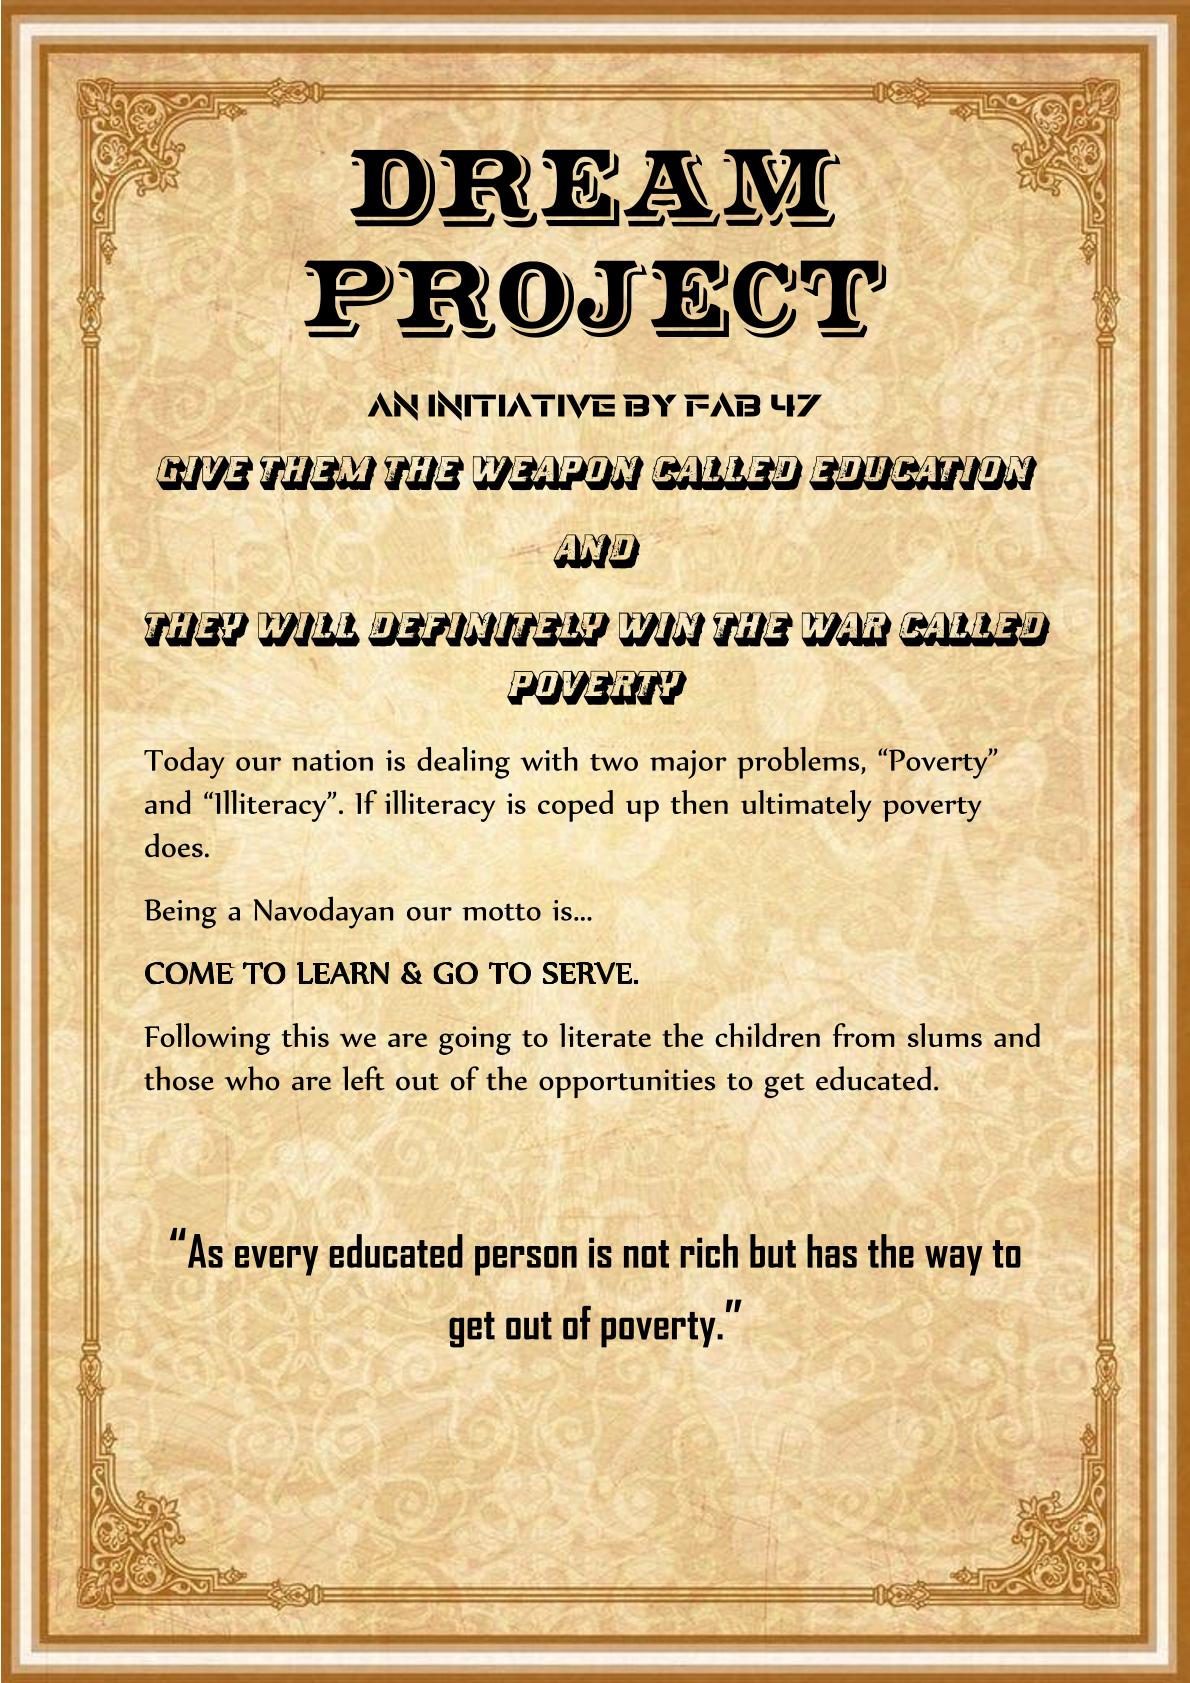 DREAM
PROJECT
AN INITIATIVE BY FAB 47
GIVE THEM THE WEAPON CALLED EDUCATION
AND
THEY WILL DEFINITELY WIN THE WAR CALLED
POVERTY
Today our nation is dealing with two major problems, “Poverty”
and “Illiteracy”. If illiteracy is coped up then ultimately poverty
does.
Being a Navodayan our motto is...
COME TO LEARN & GO TO SERVE.
Following this we are going to literate the children from slums and
those who are left out of the opportunities to get educated.
“As every educated person is not rich but has the way to
get out of poverty.”